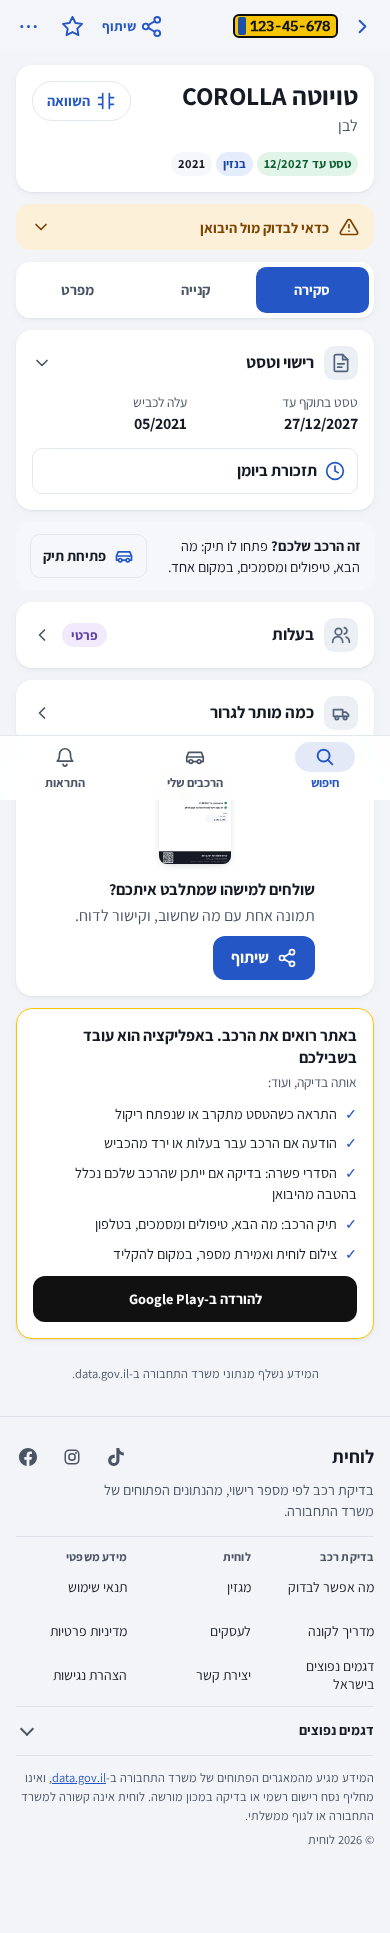 123-45-678
שיתוף
טויוטה COROLLA
השוואה
לבן
טסט עד 12/2027
בנזין
2021
כדאי לבדוק מול היבואן
סקירה
קנייה
מפרט
רישוי וטסט
טסט בתוקף עד
עלה לכביש
27/12/2027
05/2021
תזכורת ביומן
זה הרכב שלכם? פתחו לו תיק: מה
הבא, טיפולים ומסמכים, במקום אחד.
פתיחת תיק
בעלות
פרטי
כמה מותר לגרור
חיפוש
הרכבים שלי
התראות
שולחים למישהו שמתלבט איתכם?
תמונה אחת עם מה שחשוב, וקישור לדוח.
שיתוף
באתר רואים את הרכב. באפליקציה הוא עובד
בשבילכם
אותה בדיקה, ועוד:
✓ התראה כשהטסט מתקרב או שנפתח ריקול
✓ הודעה אם הרכב עבר בעלות או ירד מהכביש
✓ הסדרי פשרה: בדיקה אם ייתכן שהרכב שלכם נכלל
בהטבה מהיבואן
✓ תיק הרכב: מה הבא, טיפולים ומסמכים, בטלפון
✓ צילום לוחית ואמירת מספר, במקום להקליד
להורדה ב-Google Play
המידע נשלף מנתוני משרד התחבורה ב-data.gov.il.
לוחית
בדיקת רכב לפי מספר רישוי, מהנתונים הפתוחים של
משרד התחבורה.
בדיקת רכב
לוחית
מידע משפטי
מה אפשר לבדוק
מגזין
תנאי שימוש
מדריך לקונה
לעסקים
מדיניות פרטיות
דגמים נפוצים
בישראל
יצירת קשר
הצהרת נגישות
דגמים נפוצים
המידע מגיע מהמאגרים הפתוחים של משרד התחבורה ב-data.gov.il, ואינו
מחליף נסח רישום רשמי או בדיקה במכון מורשה. לוחית אינה קשורה למשרד
התחבורה או לגוף ממשלתי.
© 2026 לוחית